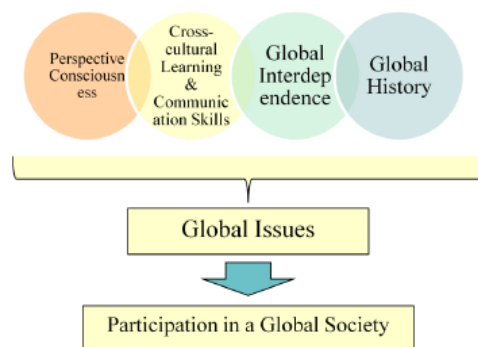 Perspective
Consciousn
ess
Cross-
cultural
Learning
&
Communic
ation Skills
Global
Interdep
endence
Global
History
Global Issues
Participation in a Global Society